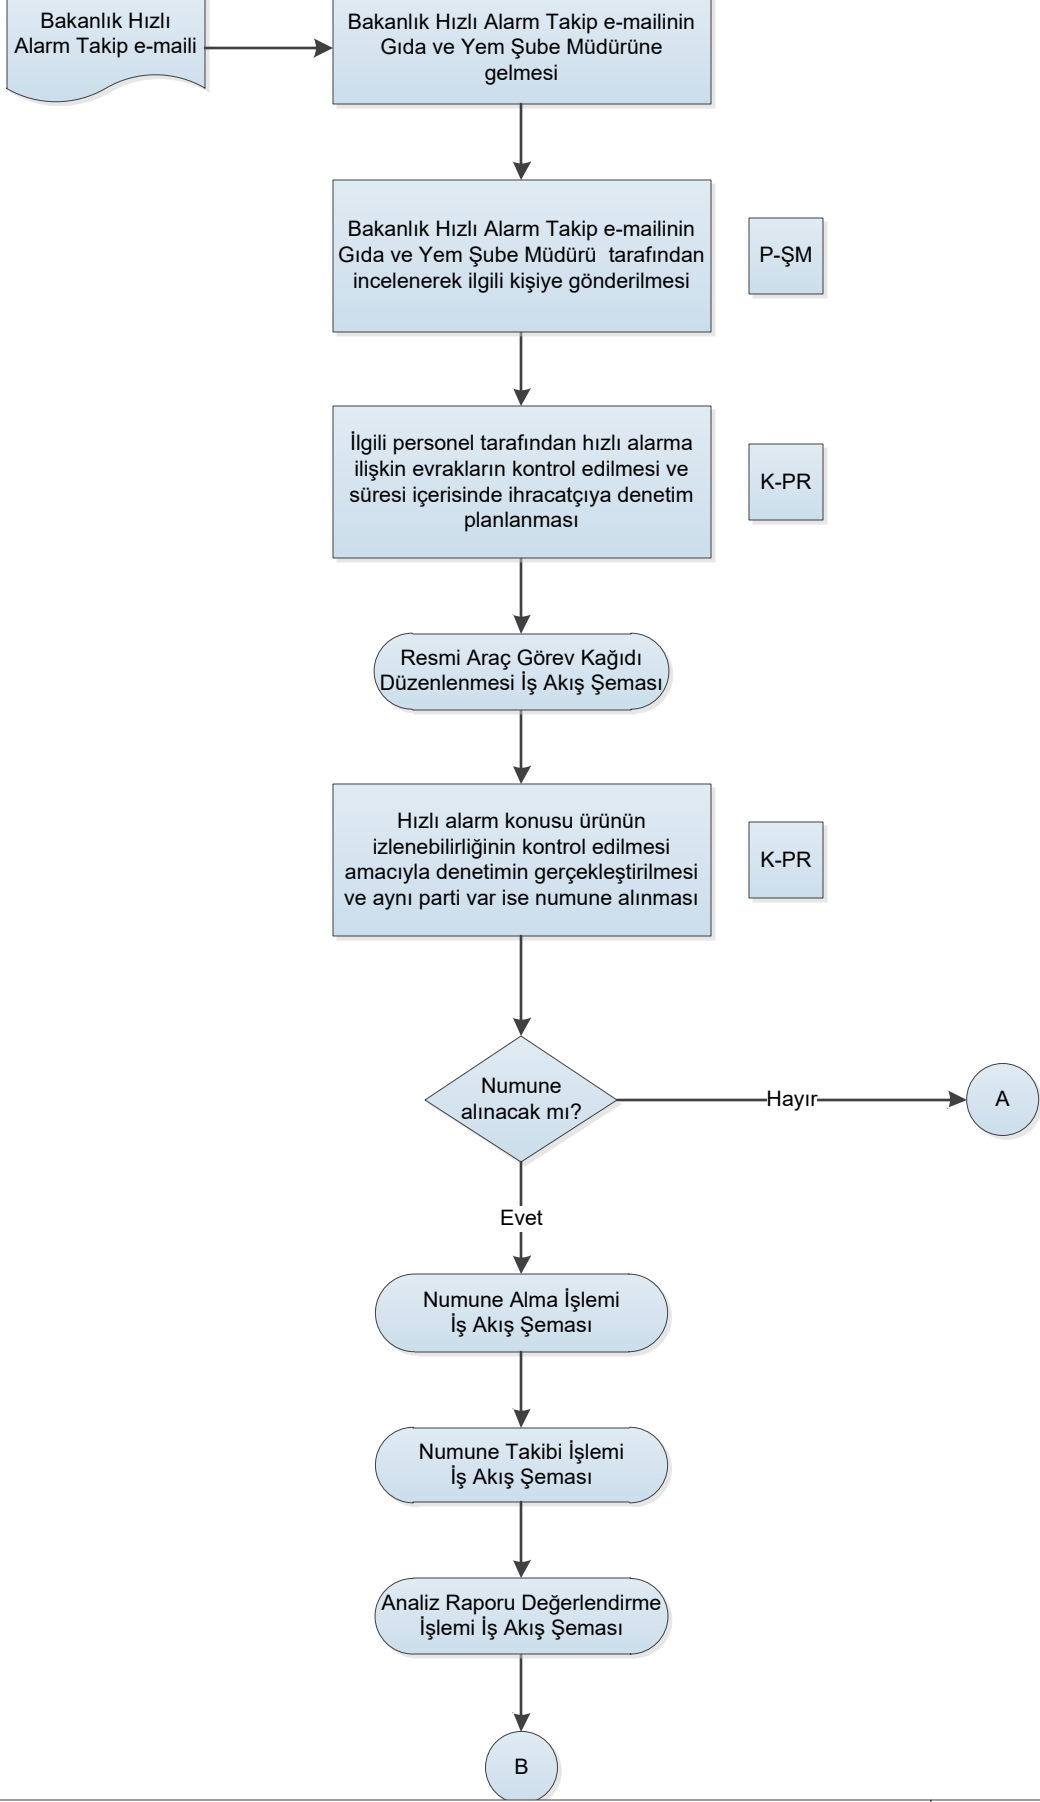 Bakanlık Hızlı
Alarm Takip e-maili
Bakanlık Hızlı Alarm Takip e-mailinin
Gıda ve Yem Şube Müdürüne
gelmesi
Bakanlık Hızlı Alarm Takip e-mailinin
Gıda ve Yem Şube Müdürü  tarafından
incelenerek ilgili kişiye gönderilmesi
P-ŞM
İlgili personel tarafından hızlı alarma
ilişkin evrakların kontrol edilmesi ve
süresi içerisinde ihracatçıya denetim
planlanması
K-PR
Resmi Araç Görev Kağıdı
Düzenlenmesi İş Akış Şeması
Hızlı alarm konusu ürünün
izlenebilirliğinin kontrol edilmesi
amacıyla denetimin gerçekleştirilmesi
ve aynı parti var ise numune alınması
K-PR
Numune
alınacak mı?
Hayır
A
Evet
Numune Alma İşlemi
İş Akış Şeması
Numune Takibi İşlemi
İş Akış Şeması
Analiz Raporu Değerlendirme
İşlemi İş Akış Şeması
B